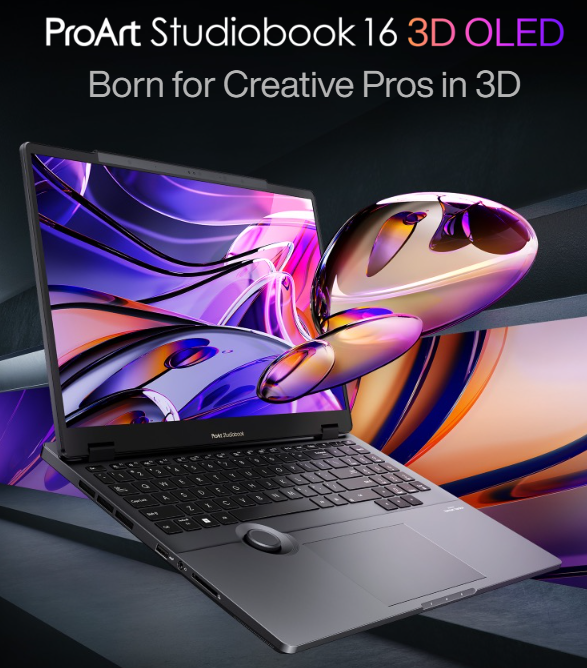 ProArt Studiobook 16 3D OLED
Born for Creative Pros in 3D
ProArt Studiobook